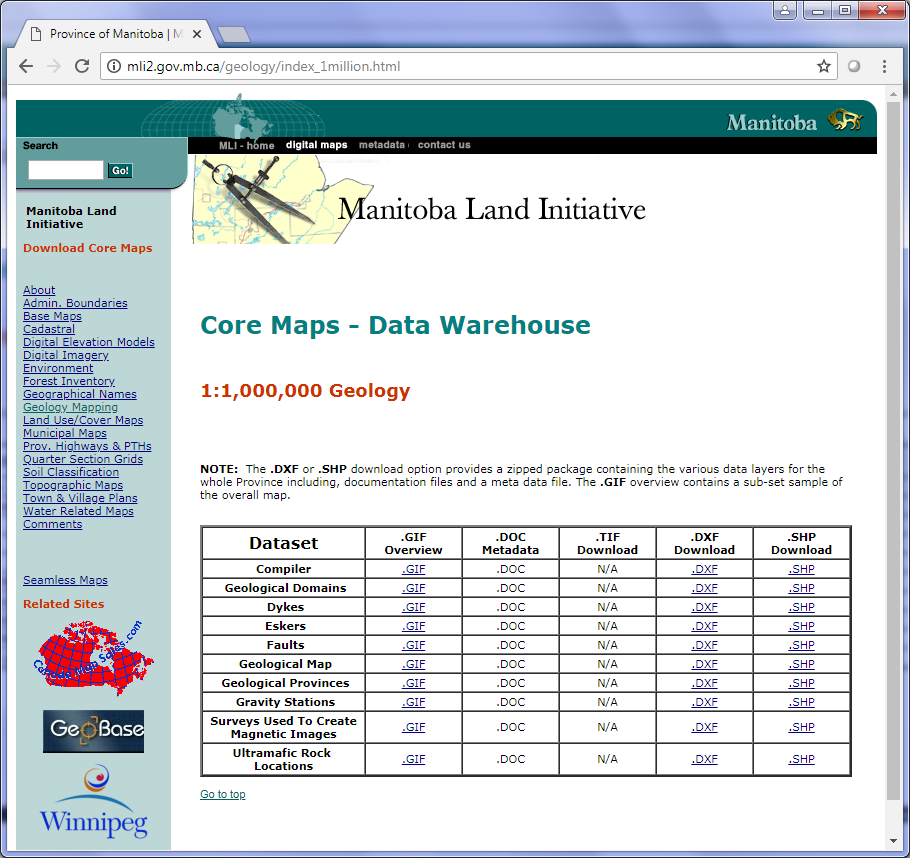 Province of Manitoba | M
mli2.gov.mb.ca/geology/index_1million.html
Manitoba
Search
Go!
MLI - home digital maps metadata contact us
Manitoba Land Initiative
Manitoba Land
Initiative
Download Core Maps
About
Admin. Boundaries
Base Maps
Cadastral
Digital Elevation Models
Digital Imagery
Environment
Forest Inventory
Geographical Names
Geology Mapping
Land Use/Cover Maps
Municipal Maps
Prov. Highways & PTHs
Quarter Section Grids
Soil Classification
Topographic Maps
Town & Village Plans
Water Related Maps
Comments
Seamless Maps
Related Sites
Canada Map Sales.com
GeoBase
Winnipeg
Core Maps - Data Warehouse
1:1,000,000 Geology
NOTE: The .DXF or .SHP download option provides a zipped package containing the various data layers for the
whole Province including, documentation files and a meta data file. The .GIF overview contains a sub-set sample of
the overall map.
Dataset .GIF Overview .DOC Metadata .TIF Download .DXF Download .SHP Download
Compiler .GIF .DOC N/A .DXF .SHP
Geological Domains .GIF .DOC N/A .DXF .SHP
Dykes .GIF .DOC N/A .DXF .SHP
Eskers .GIF .DOC N/A .DXF .SHP
Faults .GIF .DOC N/A .DXF .SHP
Geological Map .GIF .DOC N/A .DXF .SHP
Geological Provinces .GIF .DOC N/A .DXF .SHP
Gravity Stations .GIF .DOC N/A .DXF .SHP
Surveys Used To Create Magnetic Images .GIF .DOC N/A .DXF .SHP
Ultramafic Rock Locations .GIF .DOC N/A .DXF .SHP
Go to top